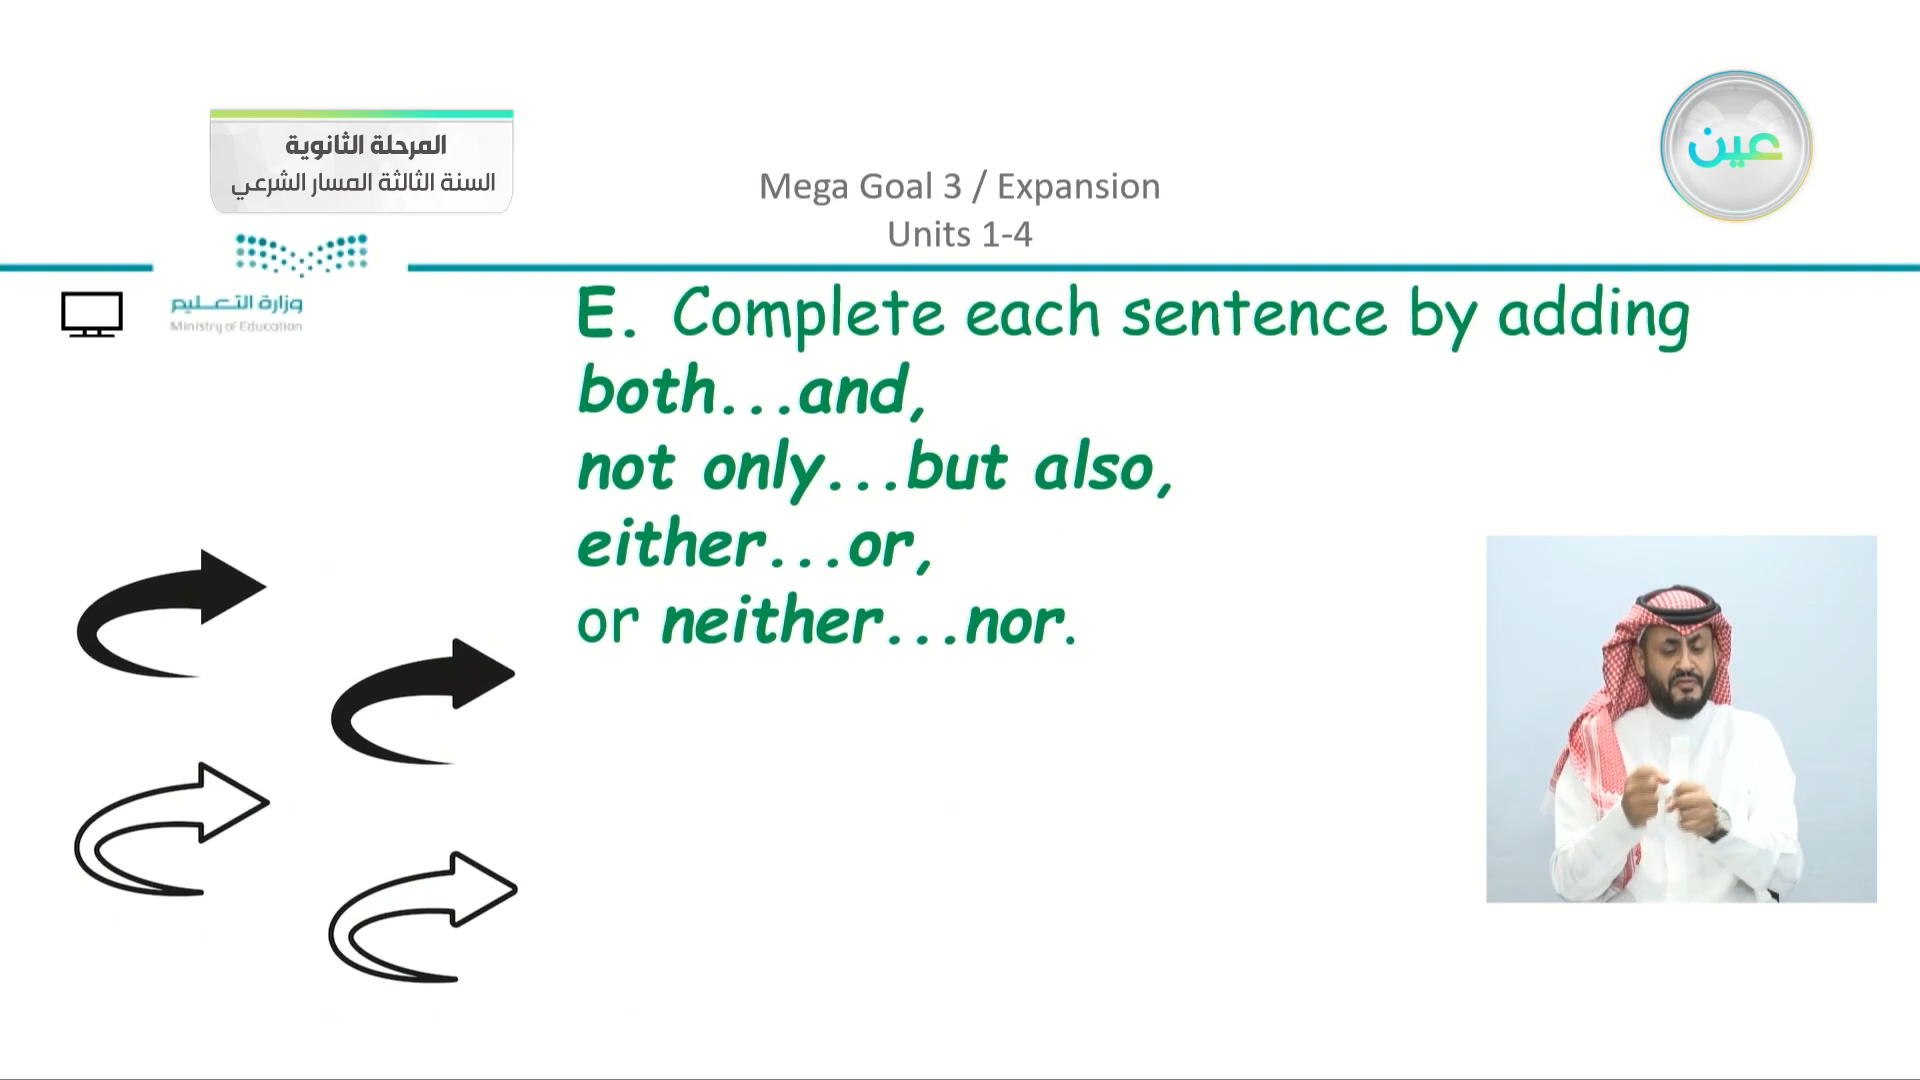 المرحلة الثانوية
السنة الثالثة المسار الشرعي
عين
Mega Goal 3 / Expansion
Units 1-4
وزارة التعليم
Ministry of Education
E. Complete each sentence by adding
both...and,
not only...but also,
either...or,
or neither...nor.